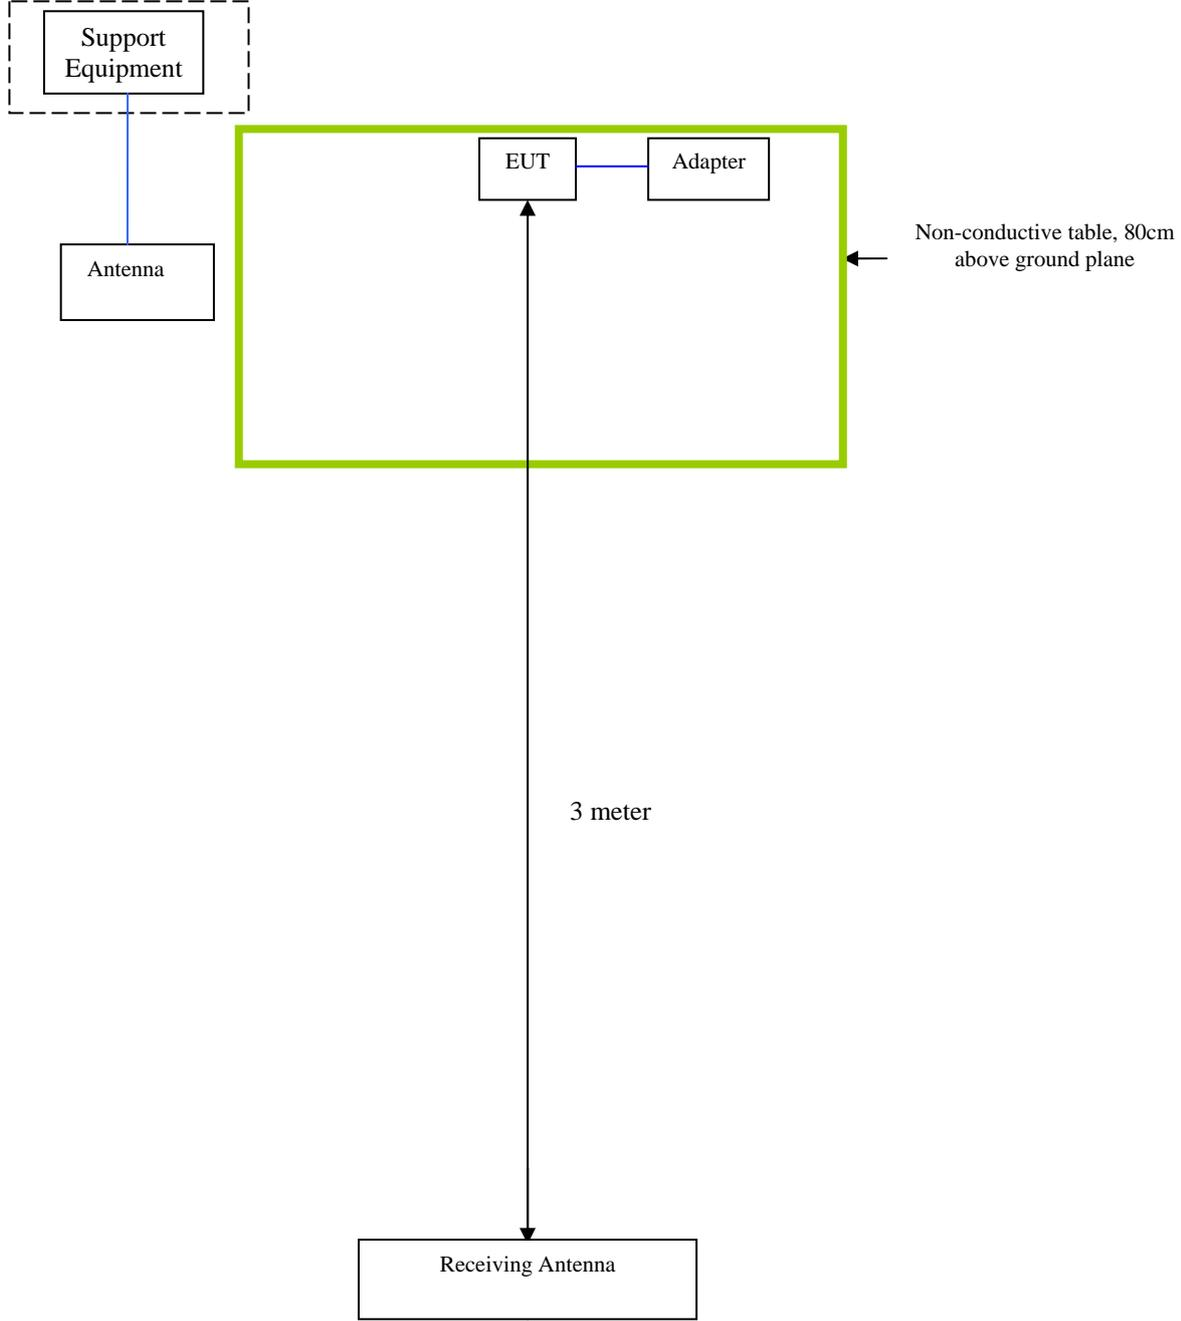 Support
Equipment
EUT
Adapter
Non-conductive table, 80cm
above ground plane
Antenna
3 meter
Receiving Antenna